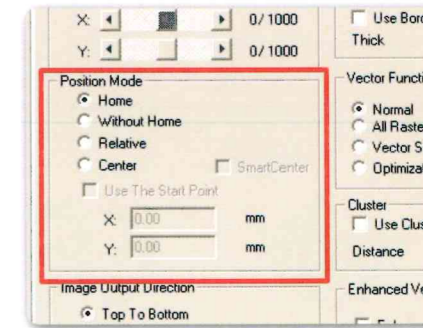 X: 0/1000
Use Bor
Y: 0/1000
Thick
Position Mode
Home
Without Home
Relative
Center
SmartCenter
Use The Start Point
X: 0.00 mm
Y: 0.00 mm
Image Output Direction
Top To Bottom
Vector Functi
Normal
All Raste
Vector S
Optimizat
Cluster
Use Clus
Distance
Enhanced Ve